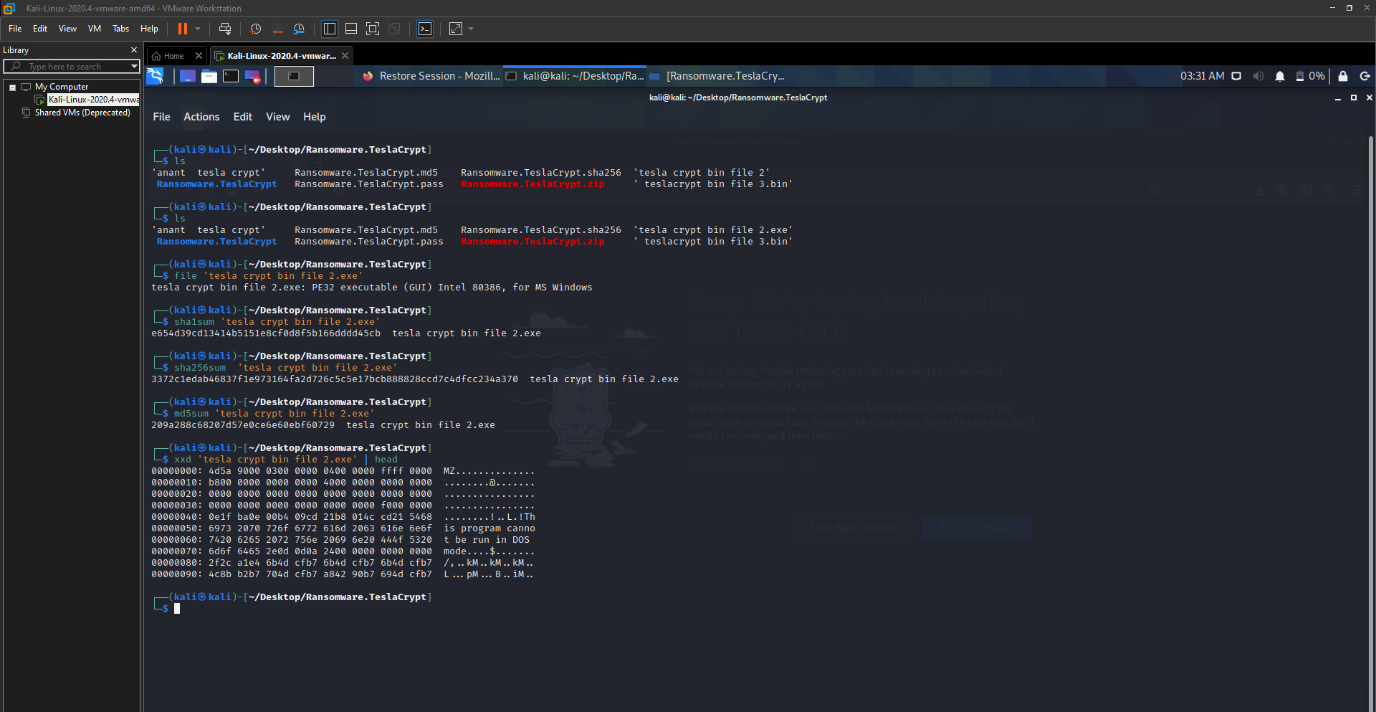 Kali-Linux-2020.4-vmware-amd64 - VMware Workstation
File Edit View VM Tabs Help
Library
Type here to search
My Computer
Kali-Linux-2020.4-vmwa
Shared VMs (Deprecated)
Home Kali-Linux-2020.4-vmwar...
Restore Session - Mozill... kali@kali: ~/Desktop/Ra... [Ransomware.TeslaCry... 03:31 AM 0%
kali@kali: ~/Desktop/Ransomware.TeslaCrypt
File Actions Edit View Help
(kali㉿kali)-[~/Desktop/Ransomware.TeslaCrypt]
$ ls
'anant  tesla crypt' Ransomware.TeslaCrypt.md5 Ransomware.TeslaCrypt.sha256 'tesla crypt bin file 2'
Ransomware.TeslaCrypt Ransomware.TeslaCrypt.pass Ransomware.TeslaCrypt.zip ' teslacrypt bin file 3.bin'
(kali㉿kali)-[~/Desktop/Ransomware.TeslaCrypt]
$ ls
'anant  tesla crypt' Ransomware.TeslaCrypt.md5 Ransomware.TeslaCrypt.sha256 'tesla crypt bin file 2.exe'
Ransomware.TeslaCrypt Ransomware.TeslaCrypt.pass Ransomware.TeslaCrypt.zip ' teslacrypt bin file 3.bin'
(kali㉿kali)-[~/Desktop/Ransomware.TeslaCrypt]
$ file 'tesla crypt bin file 2.exe'
tesla crypt bin file 2.exe: PE32 executable (GUI) Intel 80386, for MS Windows
(kali㉿kali)-[~/Desktop/Ransomware.TeslaCrypt]
$ sha1sum 'tesla crypt bin file 2.exe'
e654d39cd13414b5151e8cf0d8f5b166dddd45cb  tesla crypt bin file 2.exe
(kali㉿kali)-[~/Desktop/Ransomware.TeslaCrypt]
$ sha256sum  'tesla crypt bin file 2.exe'
3372c1edab46837f1e973164fa2d726c5c5e17bcb888828ccd7c4dfcc234a370  tesla crypt bin file 2.exe
(kali㉿kali)-[~/Desktop/Ransomware.TeslaCrypt]
$ md5sum 'tesla crypt bin file 2.exe'
209a288c68207d57e0ce6e60ebf60729  tesla crypt bin file 2.exe
(kali㉿kali)-[~/Desktop/Ransomware.TeslaCrypt]
$ xxd 'tesla crypt bin file 2.exe' | head
00000000: 4d5a 9000 0300 0000 0400 0000 ffff 0000  MZ..............
00000010: b800 0000 0000 0000 4000 0000 0000 0000  ........@.......
00000020: 0000 0000 0000 0000 0000 0000 0000 0000  ................
00000030: 0000 0000 0000 0000 0000 0000 f000 0000  ................
00000040: 0e1f ba0e 00b4 09cd 21b8 014c cd21 5468  ........!..L.!Th
00000050: 6973 2070 726f 6772 616d 2063 616e 6e6f  is program canno
00000060: 7420 6265 2072 756e 2069 6e20 444f 5320  t be run in DOS
00000070: 6d6f 6465 2e0d 0d0a 2400 0000 0000 0000  mode....$.......
00000080: 2f2c a1e4 6b4d cfb7 6b4d cfb7 6b4d cfb7  /,..kM..kM..kM..
00000090: 4c8b b2b7 704d cfb7 a842 90b7 694d cfb7  L...pM...B..iM..
(kali㉿kali)-[~/Desktop/Ransomware.TeslaCrypt]
$